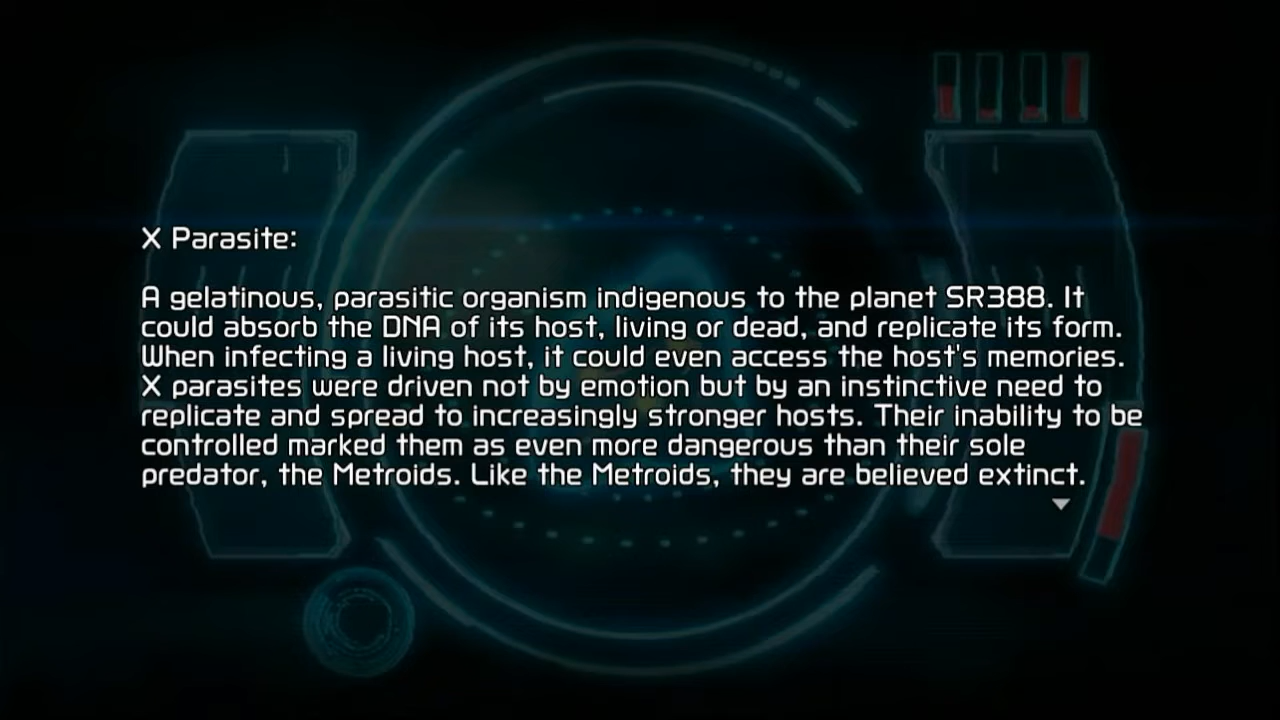 X Parasite:
A gelatinous, parasitic organism indigenous to the planet SR388. It
could absorb the DNA of its host, living or dead, and replicate its form.
When infecting a living host, it could even access the host's memories.
X parasites were driven not by emotion but by an instinctive need to
replicate and spread to increasingly stronger hosts. Their inability to be
controlled marked them as even more dangerous than their sole
predator, the Metroids. Like the Metroids, they are believed extinct.